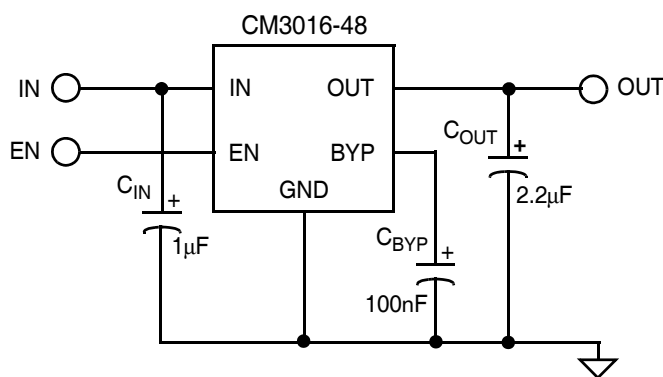 CM3016-48
IN
IN
OUT
OUT
EN
EN
BYP
C_OUT
+
GND
C_IN
+
2.2μF
1μF
C_BYP
+
100nF